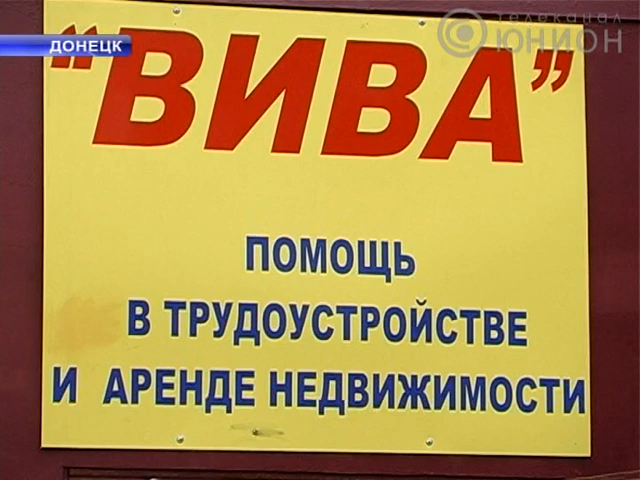 телеканал
ЮНИОН
ДОНЕЦК
"ВИВА"
ПОМОЩЬ
В ТРУДОУСТРОЙСТВЕ
И АРЕНДЕ НЕДВИЖИМОСТИ